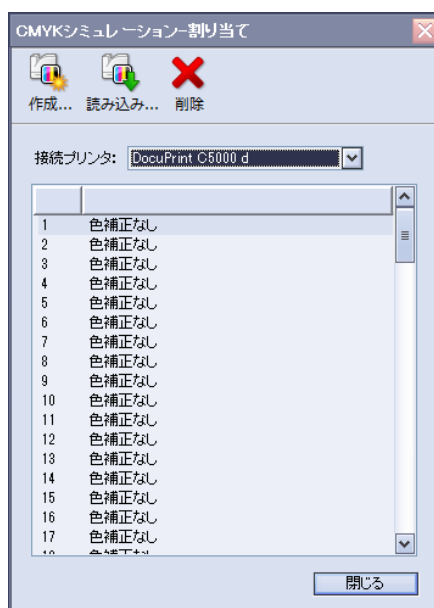 CMYKシミュレーション-割り当て
作成... 読み込み... 削除
接続プリンタ: DocuPrint C5000 d
1 色補正なし
2 色補正なし
3 色補正なし
4 色補正なし
5 色補正なし
6 色補正なし
7 色補正なし
8 色補正なし
9 色補正なし
10 色補正なし
11 色補正なし
12 色補正なし
13 色補正なし
14 色補正なし
15 色補正なし
16 色補正なし
17 色補正なし
閉じる